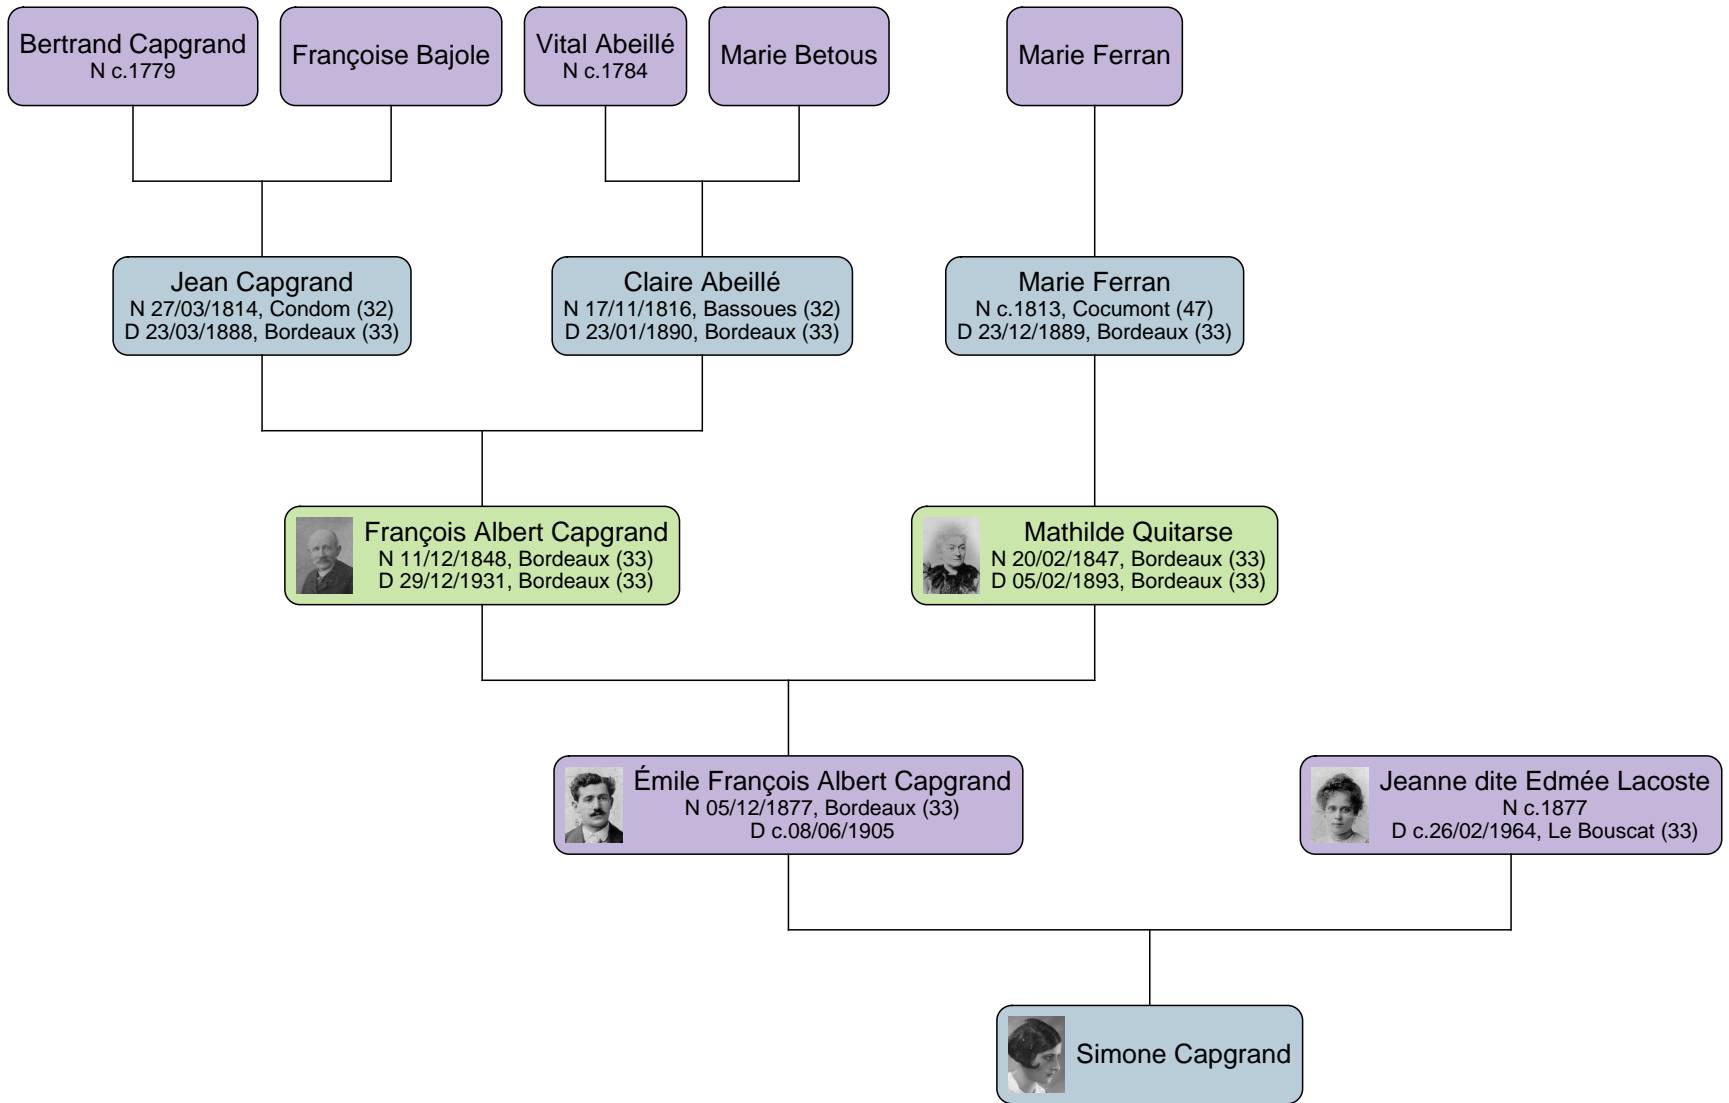 Bertrand Capgrand
N c.1779
Françoise Bajole
Vital Abeillé
N c.1784
Marie Betous
Marie Ferran
Jean Capgrand
N 27/03/1814, Condom (32)
D 23/03/1888, Bordeaux (33)
Claire Abeillé
N 17/11/1816, Bassoues (32)
D 23/01/1890, Bordeaux (33)
Marie Ferran
N c.1813, Cocumont (47)
D 23/12/1889, Bordeaux (33)
François Albert Capgrand
N 11/12/1848, Bordeaux (33)
D 29/12/1931, Bordeaux (33)
Mathilde Quitarse
N 20/02/1847, Bordeaux (33)
D 05/02/1893, Bordeaux (33)
Émile François Albert Capgrand
N 05/12/1877, Bordeaux (33)
D c.08/06/1905
Jeanne dite Edmée Lacoste
N c.1877
D c.26/02/1964, Le Bouscat (33)
Simone Capgrand